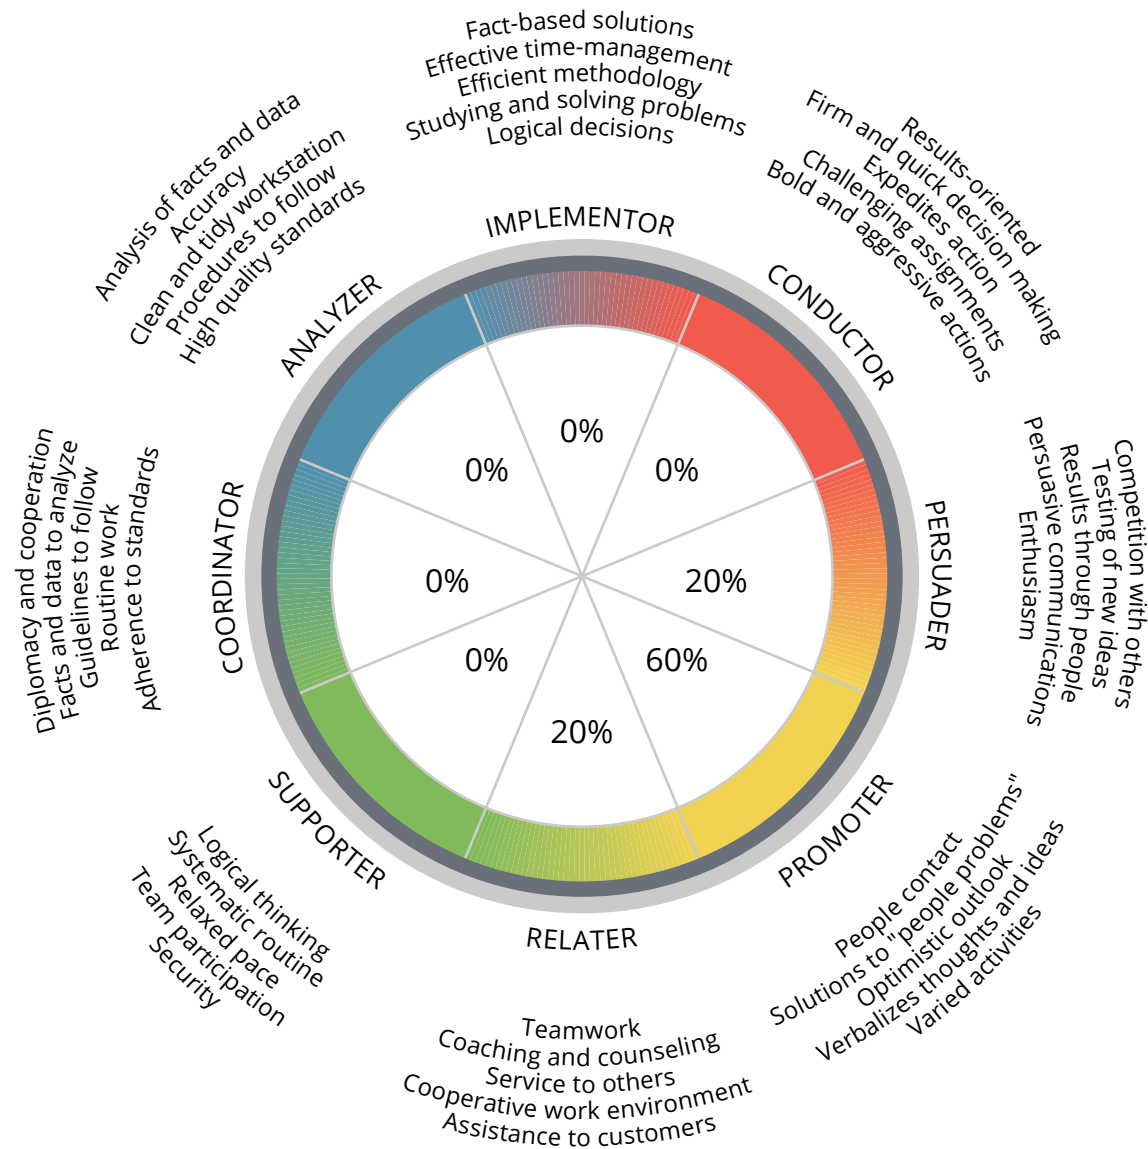 Fact-based solutions
Effective time-management
Efficient methodology
Studying and solving problems
Logical decisions
IMPLEMENTOR
0%
Results-oriented
Firm and quick decision making
Expedites action
Challenging assignments
Bold and aggressive actions
CONDUCTOR
0%
Competition with others
Testing of new ideas
Results through people
Persuasive communications
Enthusiasm
PERSUADER
20%
People contact
Solutions to "people problems"
Optimistic outlook
Verbalizes thoughts and ideas
Varied activities
PROMOTER
60%
RELATER
20%
Teamwork
Coaching and counseling
Service to others
Cooperative work environment
Assistance to customers
SUPPORTER
0%
Logical thinking
Systematic routine
Relaxed pace
Team participation
Security
COORDINATOR
0%
Diplomacy and cooperation
Facts and data to analyze
Guidelines to follow
Routine work
Adherence to standards
ANALYZER
0%
Analysis of facts and data
Accuracy
Clean and tidy workstation
Procedures to follow
High quality standards